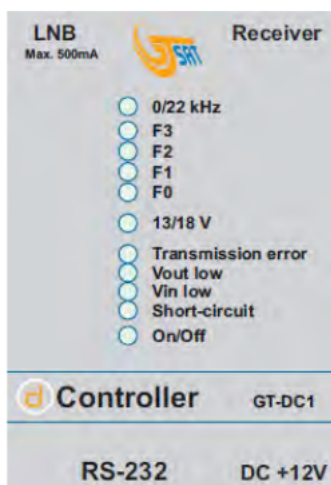 LNB Receiver
Max. 500mA
SAT
0/22 kHz
F3
F2
F1
F0
13/18 V
Transmission error
Vout low
Vin low
Short-circuit
On/Off
d Controller GT-DC1
RS-232 DC +12V